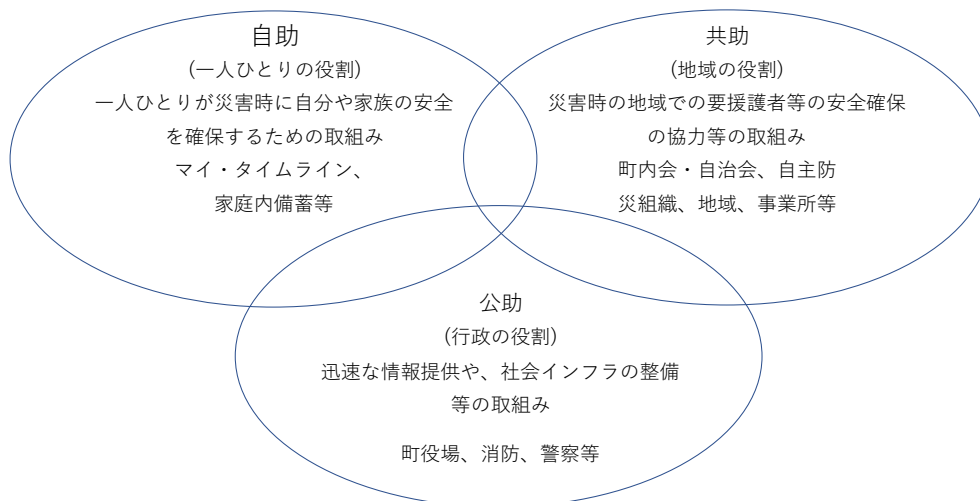 自助
(一人ひとりの役割)
一人ひとりが災害時に自分や家族の安全
を確保するための取組み
マイ・タイムライン、
家庭内備蓄等
共助
(地域の役割)
災害時の地域での要援護者等の安全確保
の協力等の取組み
町内会・自治会、自主防
災組織、地域、事業所等
公助
(行政の役割)
迅速な情報提供や、社会インフラの整備
等の取組み
町役場、消防、警察等